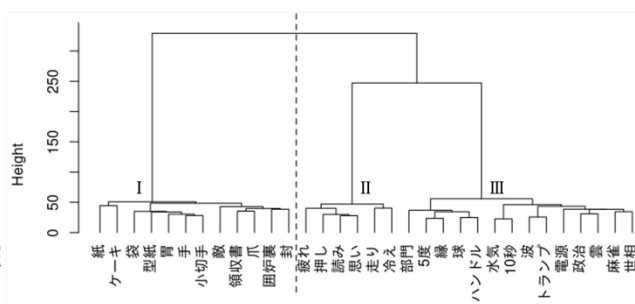 Height
0
50
150
250
I
II
III
紙
ケーキ
袋
型紙
胃
手
小切手
敵
領収書
爪
囲炉裏
封
疲れ
押し
読み
思い
走り
冷え
部門
5度
縁
球
ハンドル
水気
10秒
波
トランプ
電源
政治
雲
麻雀
世相